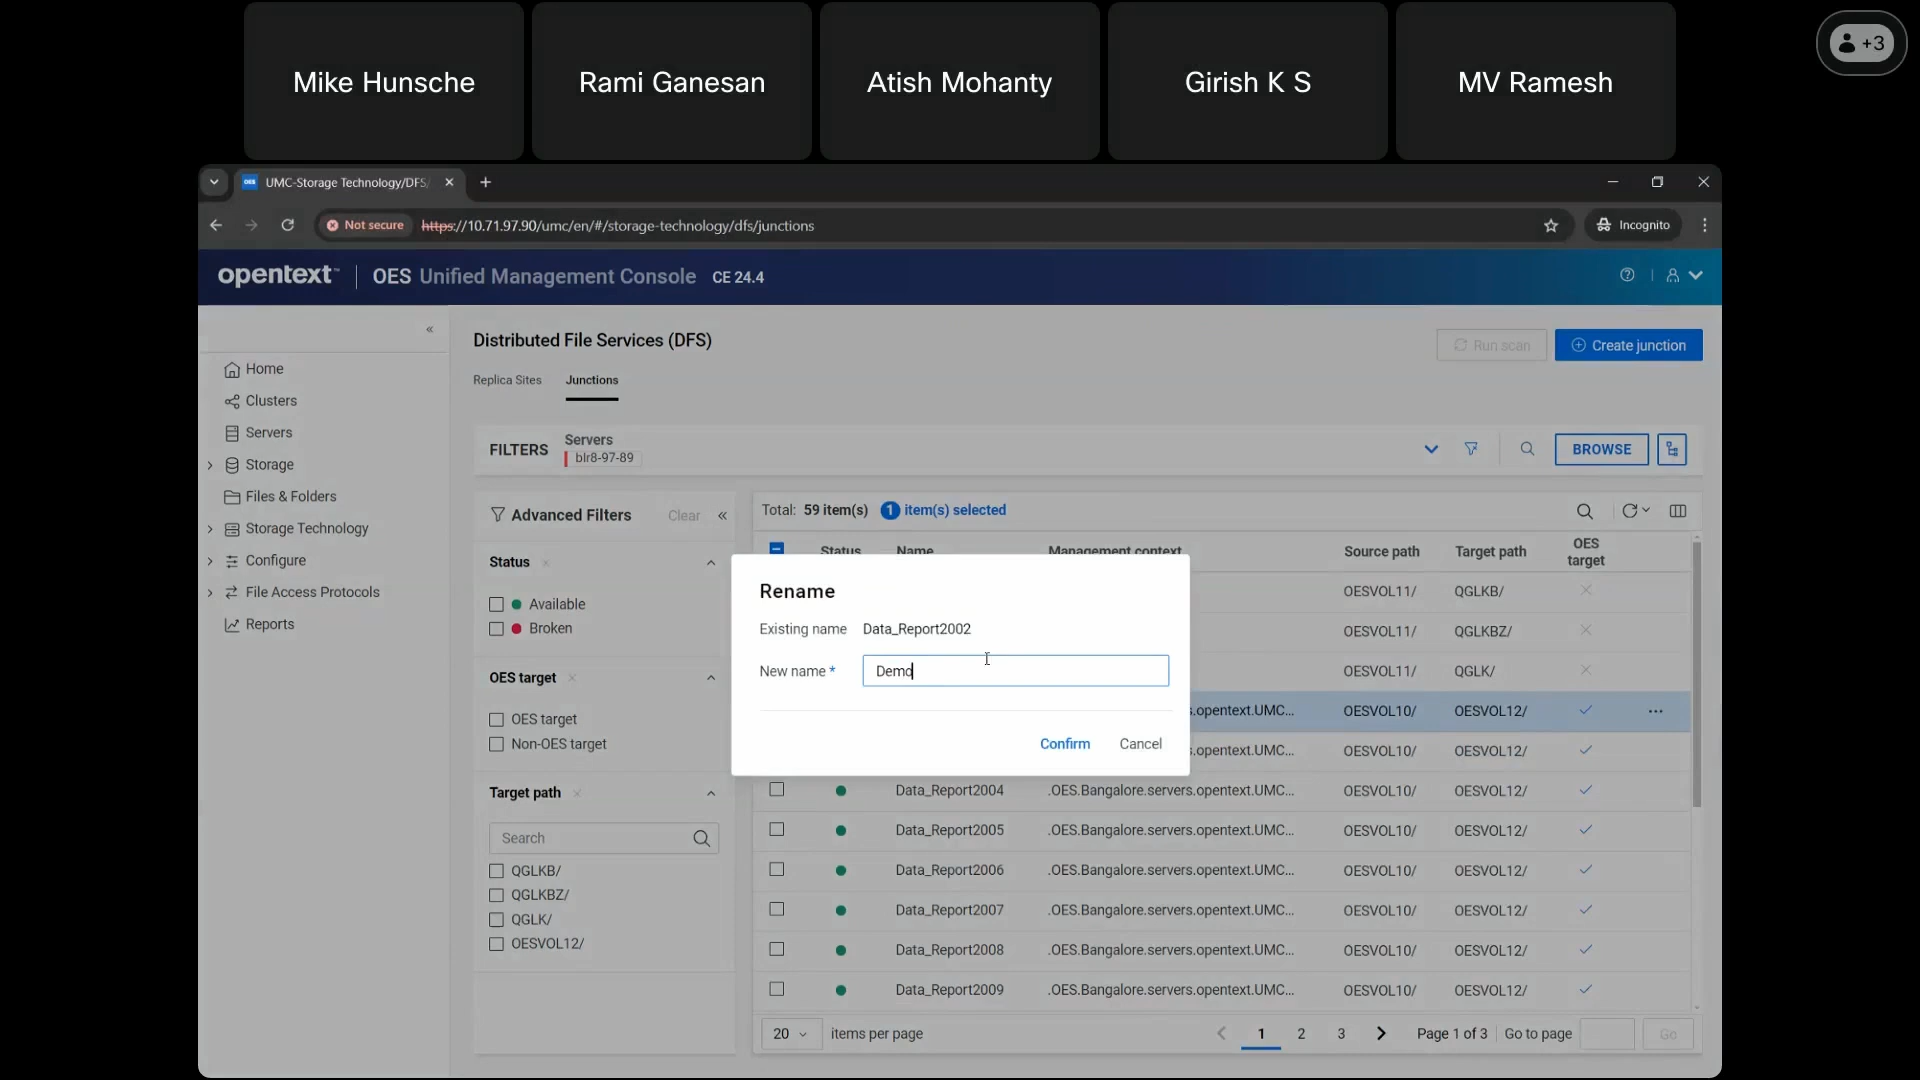 Mike Hunsche
Rami Ganesan
Atish Mohanty
Girish K S
MV Ramesh
+3
UMC-Storage Technology/DFS/
Not secure
https://10.71.97.90/umc/en/#/storage-technology/dfs/junctions
Incognito
opentext™ OES Unified Management Console CE 24.4
Distributed File Services (DFS)
Run scan
Create junction
Home
Clusters
Servers
Storage
Files & Folders
Storage Technology
Configure
File Access Protocols
Reports
Replica Sites
Junctions
FILTERS
Servers
blr8-97-89
BROWSE
Advanced Filters
Clear
Status
Available
Broken
OES target
OES target
Non-OES target
Target path
Search
QGLKB/
QGLKBZ/
QGLK/
OESVOL12/
Total: 59 item(s) 1 item(s) selected
Status Name Management context Source path Target path OES target
OESVOL11/ QGLKB/
OESVOL11/ QGLKBZ/
OESVOL11/ QGLK/
s.opentext.UMC... OESVOL10/ OESVOL12/
s.opentext.UMC... OESVOL10/ OESVOL12/
Data_Report2004 .OES.Bangalore.servers.opentext.UMC... OESVOL10/ OESVOL12/
Data_Report2005 .OES.Bangalore.servers.opentext.UMC... OESVOL10/ OESVOL12/
Data_Report2006 .OES.Bangalore.servers.opentext.UMC... OESVOL10/ OESVOL12/
Data_Report2007 .OES.Bangalore.servers.opentext.UMC... OESVOL10/ OESVOL12/
Data_Report2008 .OES.Bangalore.servers.opentext.UMC... OESVOL10/ OESVOL12/
Data_Report2009 .OES.Bangalore.servers.opentext.UMC... OESVOL10/ OESVOL12/
20 items per page
1 2 3 Page 1 of 3 Go to page Go
Rename
Existing name Data_Report2002
New name * Demo
Confirm Cancel